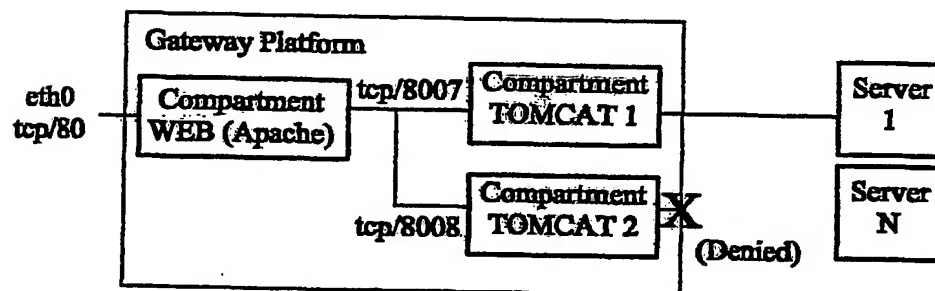 Gateway Platform
eth0
tcp/80
Compartment
WEB (Apache)
tcp/8007
Compartment
TOMCAT 1
Server
1
tcp/8008
Compartment
TOMCAT 2
X
(Denied)
Server
N